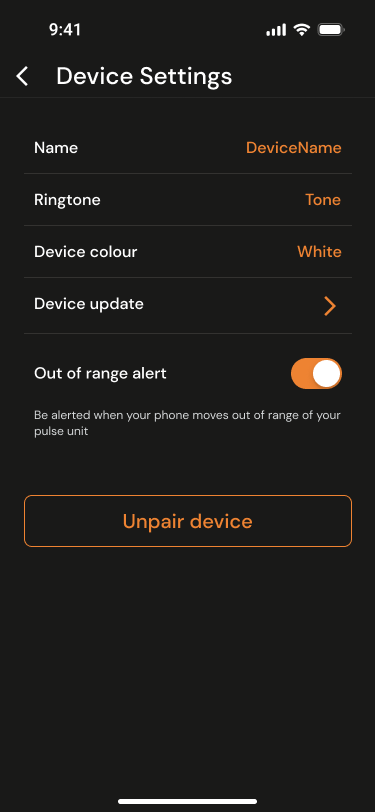 9:41
Device Settings
Name DeviceName
Ringtone Tone
Device colour White
Device update
Out of range alert
Be alerted when your phone moves out of range of your
pulse unit
Unpair device